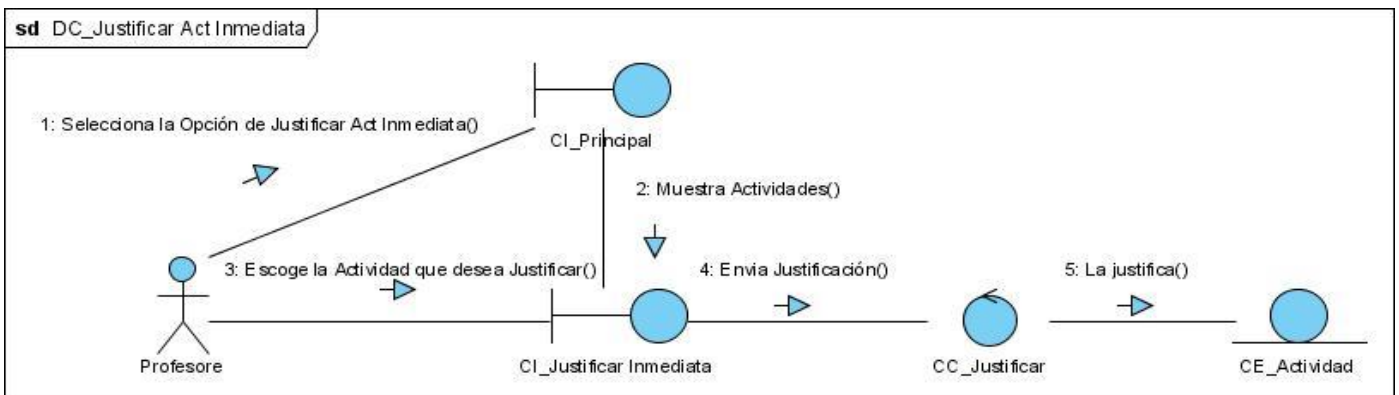 sd DC_Justificar Act Inmediata
1: Selecciona la Opción de Justificar Act Inmediata()
CI_Principal
2: Muestra Actividades()
3: Escoge la Actividad que desea Justificar()
4: Envia Justificación()
5: La justifica()
Profesore
CI_Justificar Inmediata
CC_Justificar
CE_Actividad